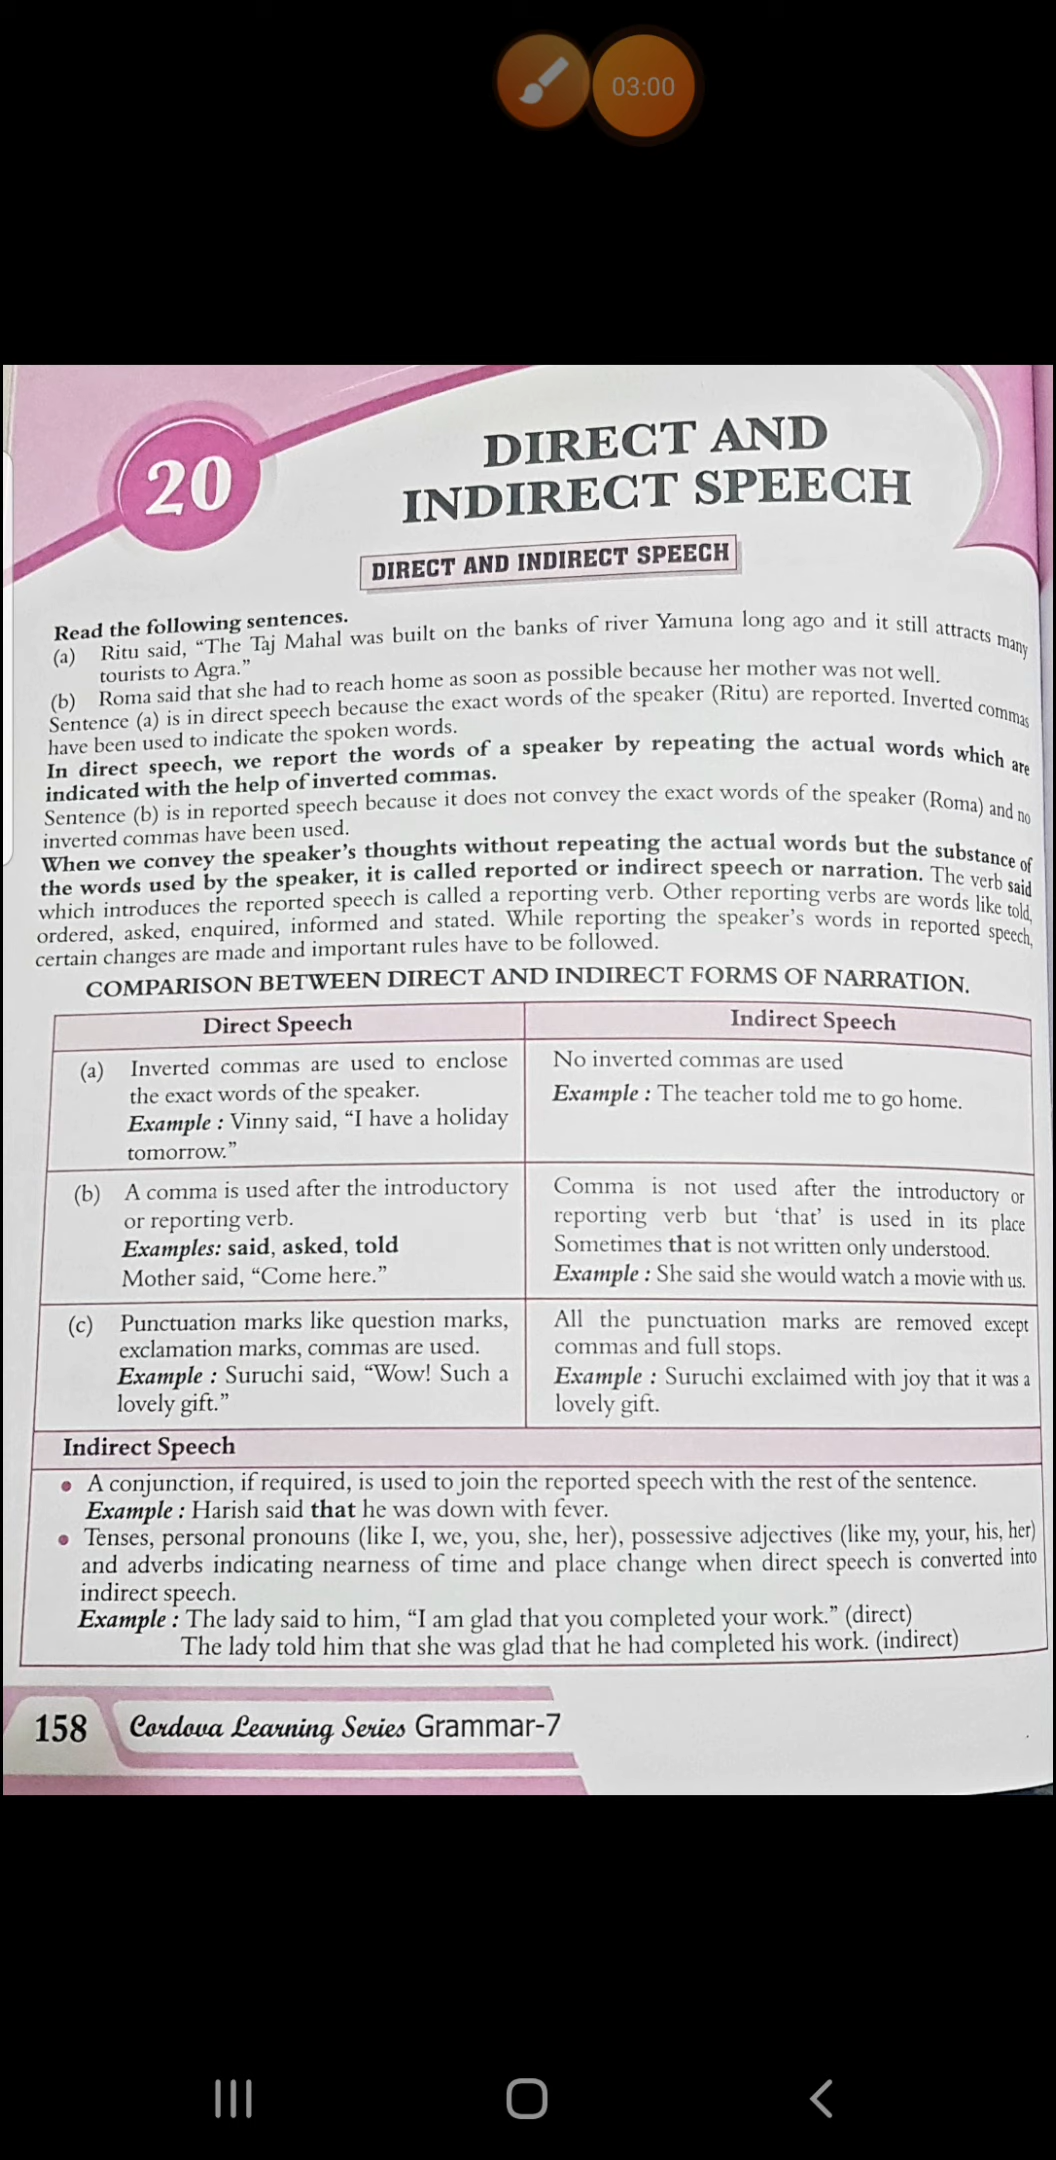 03:00
20
DIRECT AND
INDIRECT SPEECH
DIRECT AND INDIRECT SPEECH
Read the following sentences.
(a) Ritu said, “The Taj Mahal was built on the banks of river Yamuna long ago and it still attracts many
tourists to Agra.”
(b) Roma said that she had to reach home as soon as possible because her mother was not well.
Sentence (a) is in direct speech because the exact words of the speaker (Ritu) are reported. Inverted commas
have been used to indicate the spoken words.
In direct speech, we report the words of a speaker by repeating the actual words which are
indicated with the help of inverted commas.
Sentence (b) is in reported speech because it does not convey the exact words of the speaker (Roma) and no
inverted commas have been used.
When we convey the speaker’s thoughts without repeating the actual words but the substance of
the words used by the speaker, it is called reported or indirect speech or narration. The verb said
which introduces the reported speech is called a reporting verb. Other reporting verbs are words like told,
ordered, asked, enquired, informed and stated. While reporting the speaker’s words in reported speech,
certain changes are made and important rules have to be followed.
COMPARISON BETWEEN DIRECT AND INDIRECT FORMS OF NARRATION.
Direct Speech
Indirect Speech
(a) Inverted commas are used to enclose
the exact words of the speaker.
Example : Vinny said, “I have a holiday
tomorrow.”
No inverted commas are used
Example : The teacher told me to go home.
(b) A comma is used after the introductory
or reporting verb.
Examples: said, asked, told
Mother said, “Come here.”
Comma is not used after the introductory or
reporting verb but ‘that’ is used in its place
Sometimes that is not written only understood.
Example : She said she would watch a movie with us.
(c) Punctuation marks like question marks,
exclamation marks, commas are used.
Example : Suruchi said, “Wow! Such a
lovely gift.”
All the punctuation marks are removed except
commas and full stops.
Example : Suruchi exclaimed with joy that it was a
lovely gift.
Indirect Speech
• A conjunction, if required, is used to join the reported speech with the rest of the sentence.
Example : Harish said that he was down with fever.
• Tenses, personal pronouns (like I, we, you, she, her), possessive adjectives (like my, your, his, her)
and adverbs indicating nearness of time and place change when direct speech is converted into
indirect speech.
Example : The lady said to him, “I am glad that you completed your work.” (direct)
The lady told him that she was glad that he had completed his work. (indirect)
158 Cordova Learning Series Grammar-7